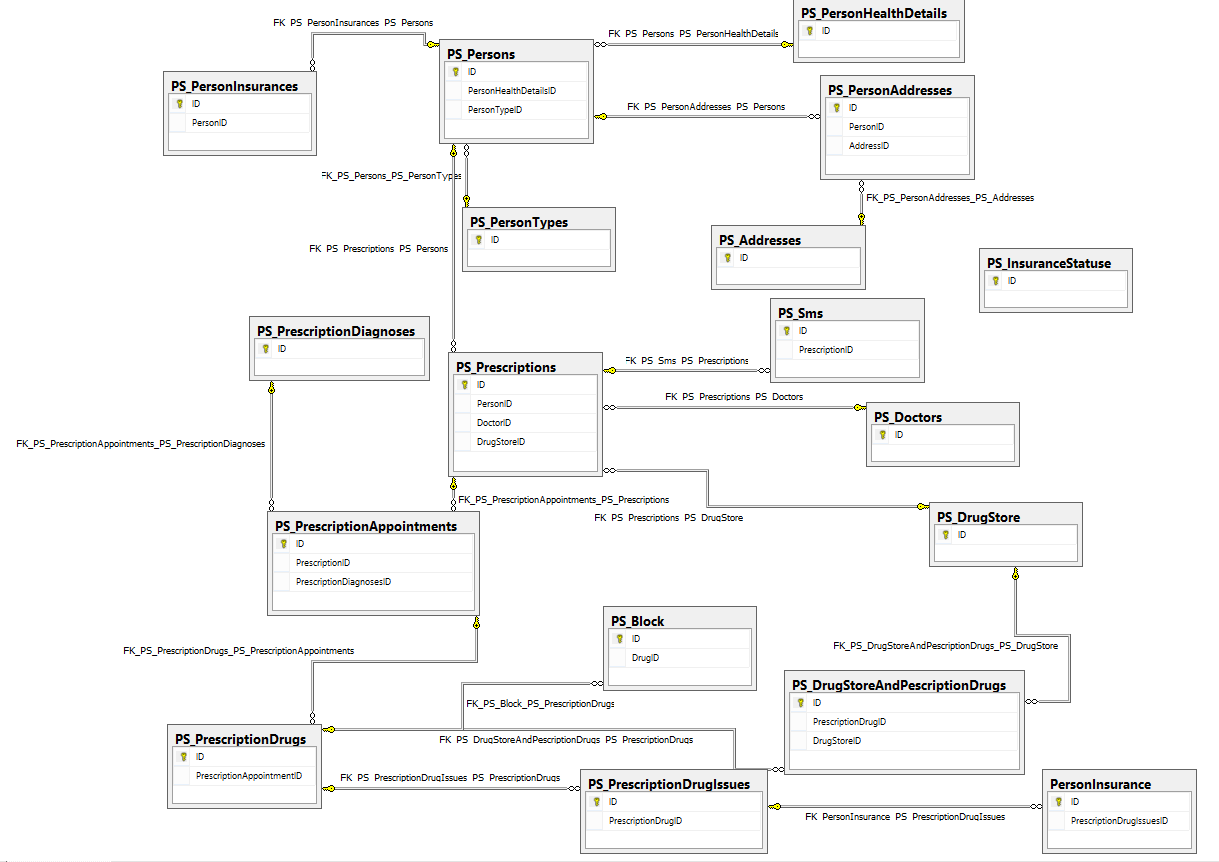 PS_PersonHealthDetails
ID
FK_PS_PersonInsurances_PS_Persons
FK_PS_Persons_PS_PersonHealthDetails
PS_Persons
ID
PersonHealthDetailsID
PersonTypeID
PS_PersonInsurances
ID
PersonID
PS_PersonAddresses
ID
PersonID
AddressID
FK_PS_PersonAddresses_PS_Persons
FK_PS_Persons_PS_PersonTypes
FK_PS_PersonAddresses_PS_Addresses
PS_PersonTypes
ID
PS_Addresses
ID
FK_PS_Prescriptions_PS_Persons
PS_InsuranceStatuse
ID
PS_Sms
ID
PrescriptionID
PS_PrescriptionDiagnoses
ID
PS_Prescriptions
ID
PersonID
DoctorID
DrugStoreID
FK_PS_Sms_PS_Prescriptions
FK_PS_Prescriptions_PS_Doctors
PS_Doctors
ID
FK_PS_PrescriptionAppointments_PS_PrescriptionDiagnoses
FK_PS_PrescriptionAppointments_PS_Prescriptions
FK_PS_Prescriptions_PS_DrugStore
PS_DrugStore
ID
PS_PrescriptionAppointments
ID
PrescriptionID
PrescriptionDiagnosesID
PS_Block
ID
DrugID
FK_PS_PrescriptionDrugs_PS_PrescriptionAppointments
FK_PS_DrugStoreAndPescriptionDrugs_PS_DrugStore
PS_DrugStoreAndPescriptionDrugs
ID
PrescriptionDrugID
DrugStoreID
FK_PS_Block_PS_PrescriptionDrugs
PS_PrescriptionDrugs
ID
PrescriptionAppointmentID
FK_PS_DrugStoreAndPescriptionDrugs_PS_PrescriptionDrugs
FK_PS_PrescriptionDrugIssues_PS_PrescriptionDrugs
PS_PrescriptionDrugIssues
ID
PrescriptionDrugID
PersonInsurance
ID
PrescriptionDrugIssuesID
FK_PersonInsurance_PS_PrescriptionDrugIssues